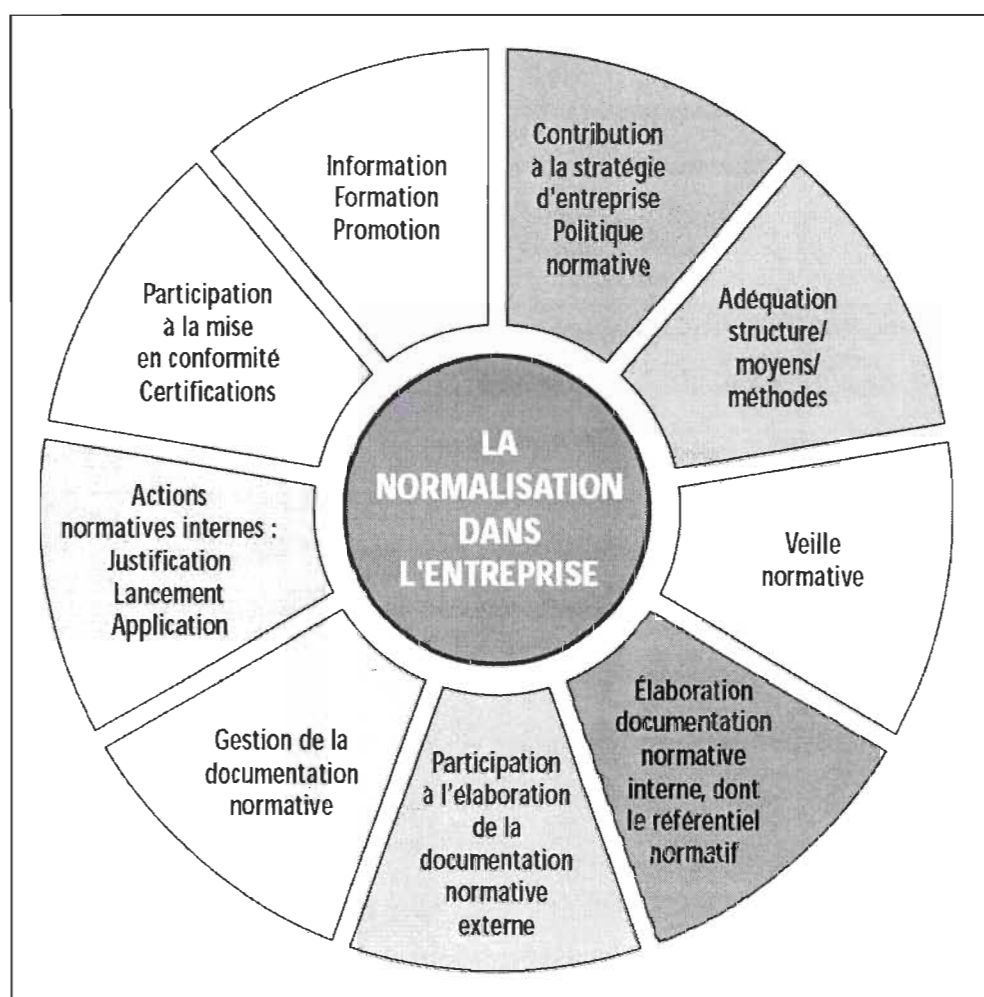 Contribution
à la stratégie
d'entreprise
Politique
normative
Adéquation
structure/
moyens/
méthodes
Veille
normative
Élaboration
documentation
normative
interne, dont
le référentiel
normatif
Participation
à l'élaboration
de la
documentation
normative
externe
Gestion de la
documentation
normative
Actions
normatives internes :
Justification
Lancement
Application
Participation
à la mise
en conformité
Certifications
Information
Formation
Promotion
LA
NORMALISATION
DANS
L'ENTREPRISE